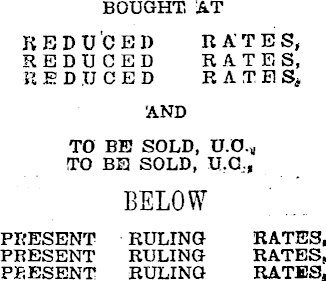 BOUGHT AT
REDUCED RATES,
REDUCED RATES,
REDUCED RATES,
AND
TO BE SOLD, U.C.,
TO BE SOLD, U.C.,
BELOW
PRESENT RULING RATES,
PRESENT RULING RATES,
PRESENT RULING RATES,